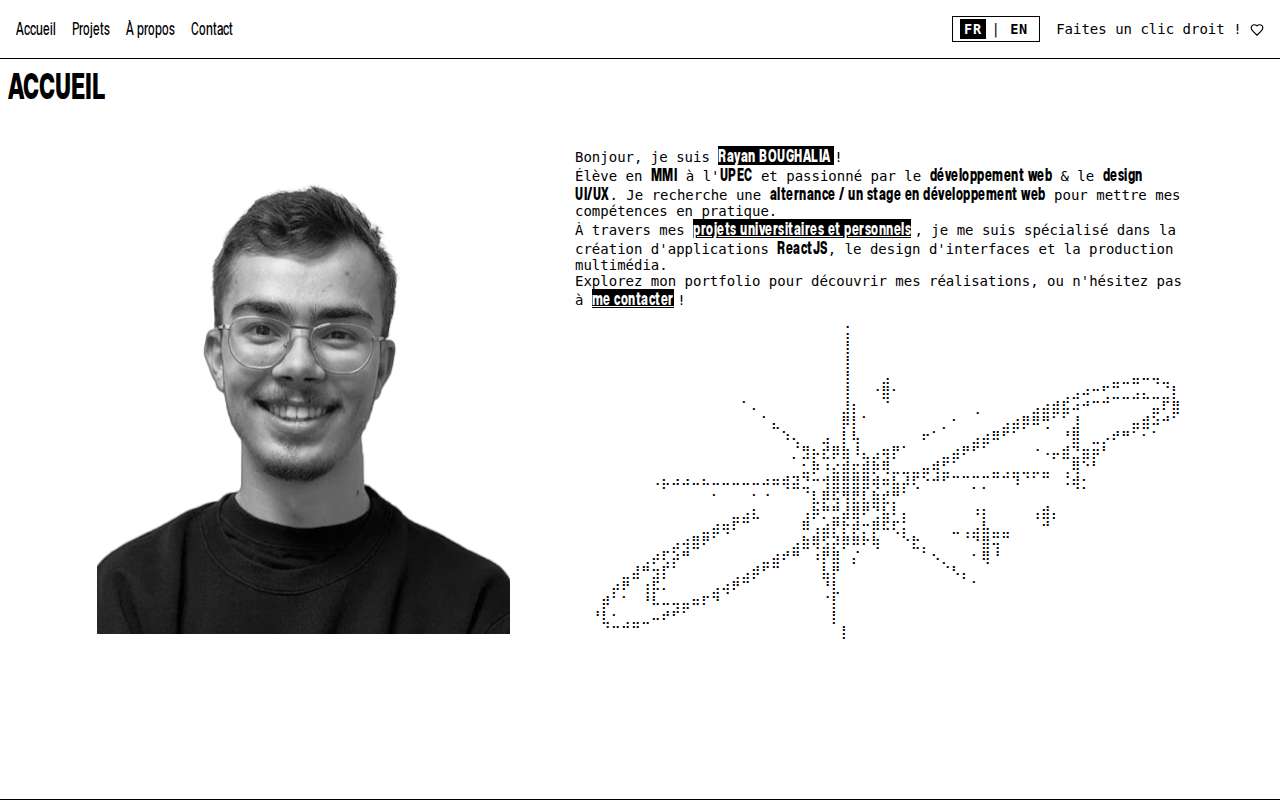 Accueil Projets À propos Contact
FR | EN Faites un clic droit !
ACCUEIL
Bonjour, je suis Rayan BOUGHALIA !
Élève en MMI à l'UPEC et passionné par le développement web & le design
UI/UX. Je recherche une alternance / un stage en développement web pour mettre mes
compétences en pratique.
À travers mes projets universitaires et personnels , je me suis spécialisé dans la
création d'applications ReactJS, le design d'interfaces et la production
multimédia.
Explorez mon portfolio pour découvrir mes réalisations, ou n'hésitez pas
à me contacter !